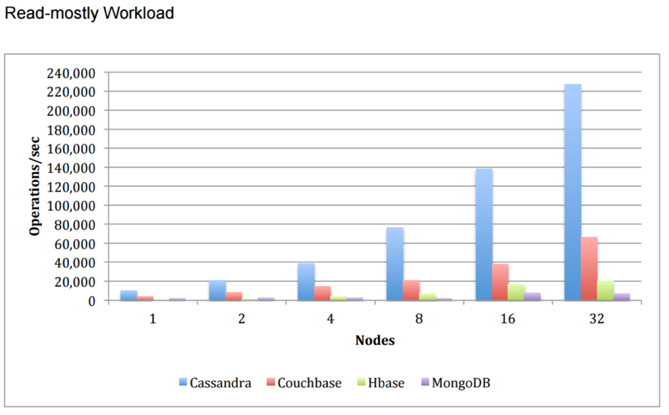 Read-mostly Workload
Operations/sec
240,000
220,000
200,000
180,000
160,000
140,000
120,000
100,000
80,000
60,000
40,000
20,000
0
1 2 4 8 16 32
Nodes
Cassandra Couchbase Hbase MongoDB